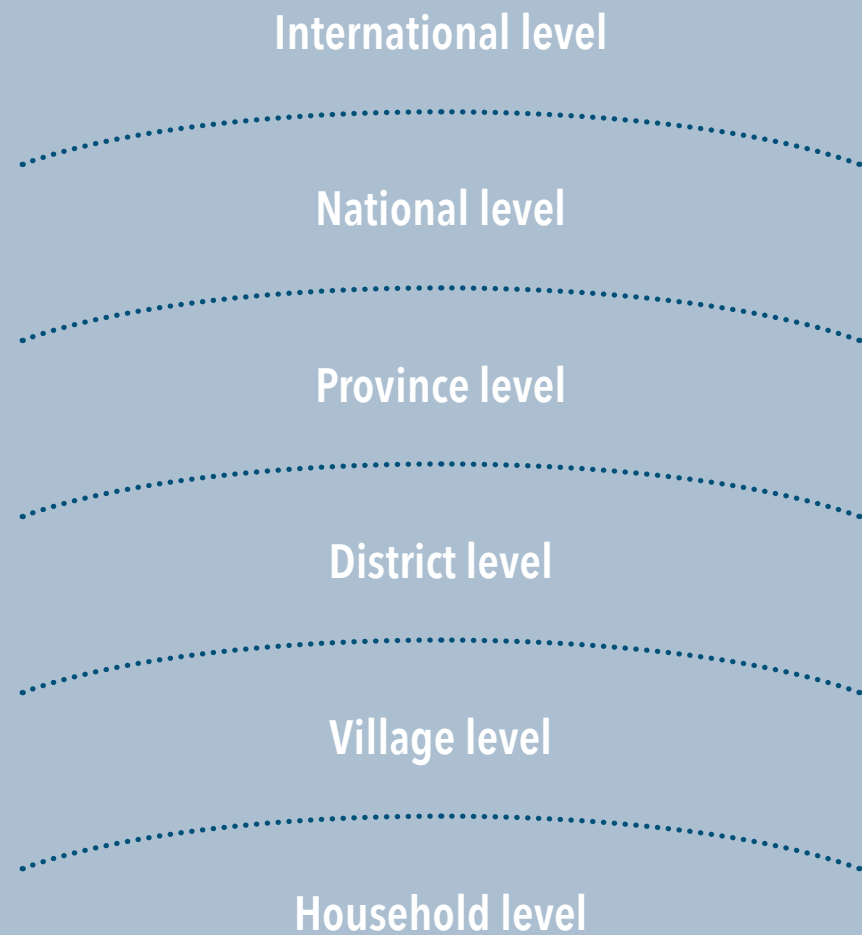 International level
National level
Province level
District level
Village level
Household level